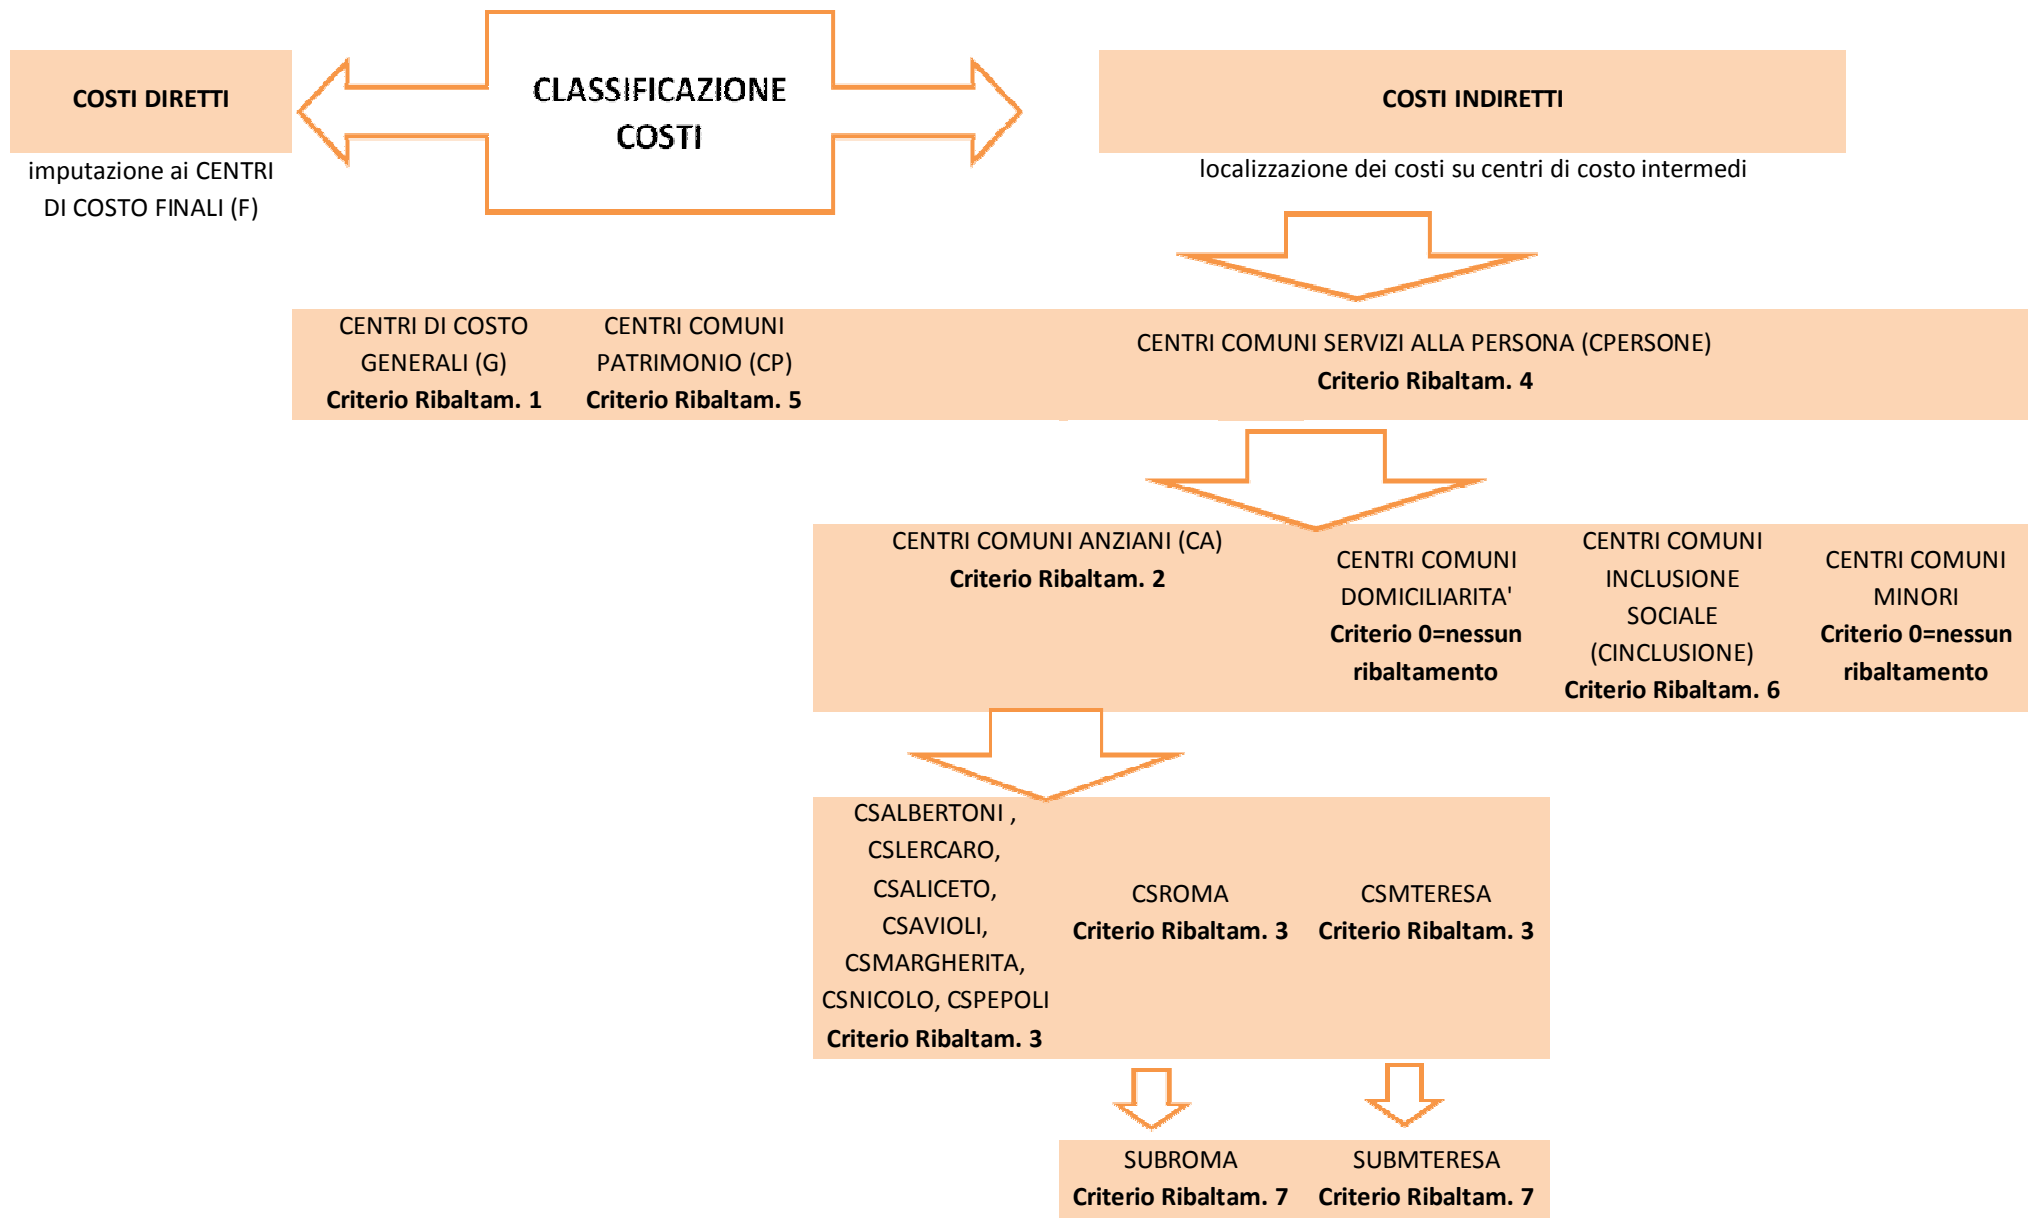 CLASSIFICAZIONE
COSTI
COSTI DIRETTI
imputazione ai CENTRI
DI COSTO FINALI (F)
COSTI INDIRETTI
localizzazione dei costi su centri di costo intermedi
CENTRI DI COSTO
GENERALI (G)
Criterio Ribaltam. 1
CENTRI COMUNI
PATRIMONIO (CP)
Criterio Ribaltam. 5
CENTRI COMUNI SERVIZI ALLA PERSONA (CPERSONE)
Criterio Ribaltam. 4
CENTRI COMUNI ANZIANI (CA)
Criterio Ribaltam. 2
CENTRI COMUNI
DOMICILIARITA'
Criterio 0=nessun
ribaltamento
CENTRI COMUNI
INCLUSIONE
SOCIALE
(CINCLUSIONE)
Criterio Ribaltam. 6
CENTRI COMUNI
MINORI
Criterio 0=nessun
ribaltamento
CSALBERTONI ,
CSLERCARO,
CSALICETO,
CSAVIOLI,
CSMARGHERITA,
CSNICOLO, CSPEPOLI
Criterio Ribaltam. 3
CSROMA
Criterio Ribaltam. 3
CSMTERESA
Criterio Ribaltam. 3
SUBROMA
Criterio Ribaltam. 7
SUBMTERESA
Criterio Ribaltam. 7